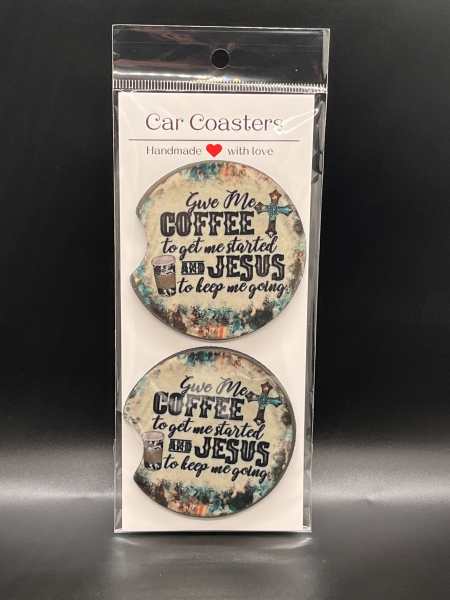 Car Coasters
Handmade with love
Give Me
COFFEE
to get me started
AND JESUS
to keep me going.
Give Me
COFFEE
to get me started
AND JESUS
to keep me going.